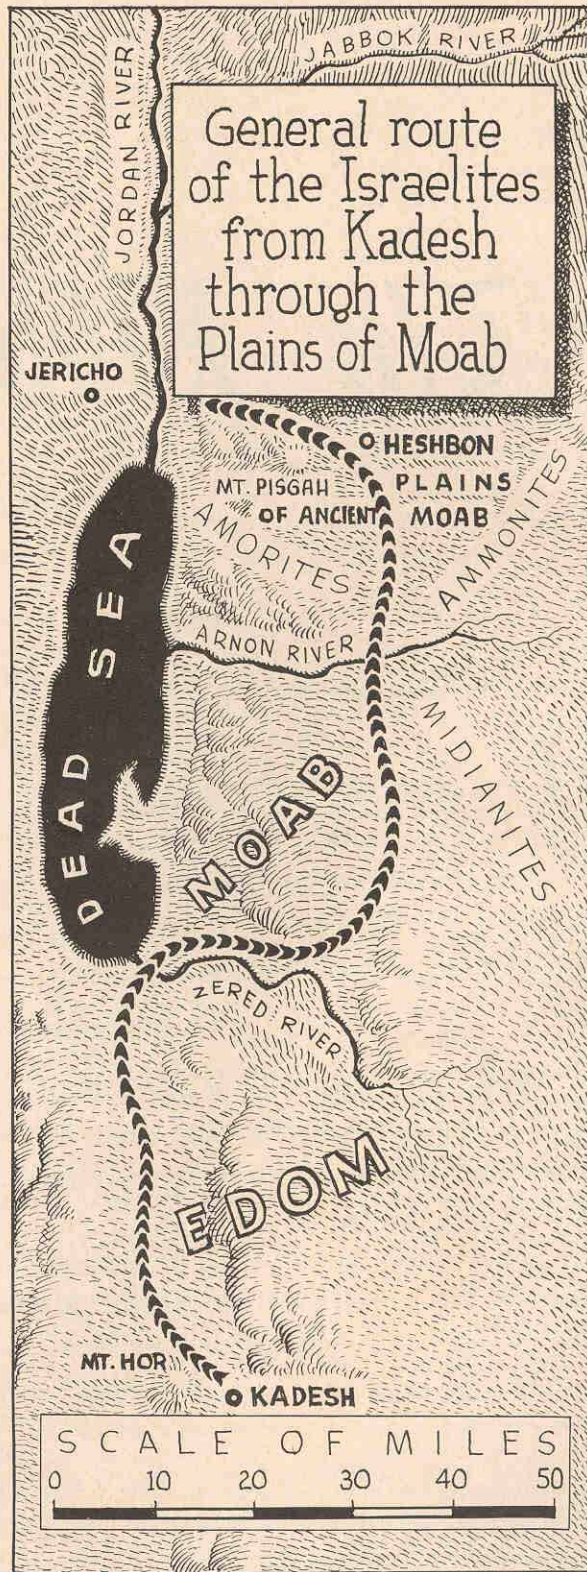 JABBOK RIVER
JORDAN RIVER
General route
of the Israelites
from Kadesh
through the
Plains of Moab
JERICHO
HESHBON
MT. PISGAH
PLAINS
OF ANCIENT
MOAB
AMORITES
AMMONITES
DEAD SEA
ARNON RIVER
MIDIANITES
MOAB
ZERED RIVER
EDOM
MT. HOR
KADESH
SCALE OF MILES
0 10 20 30 40 50